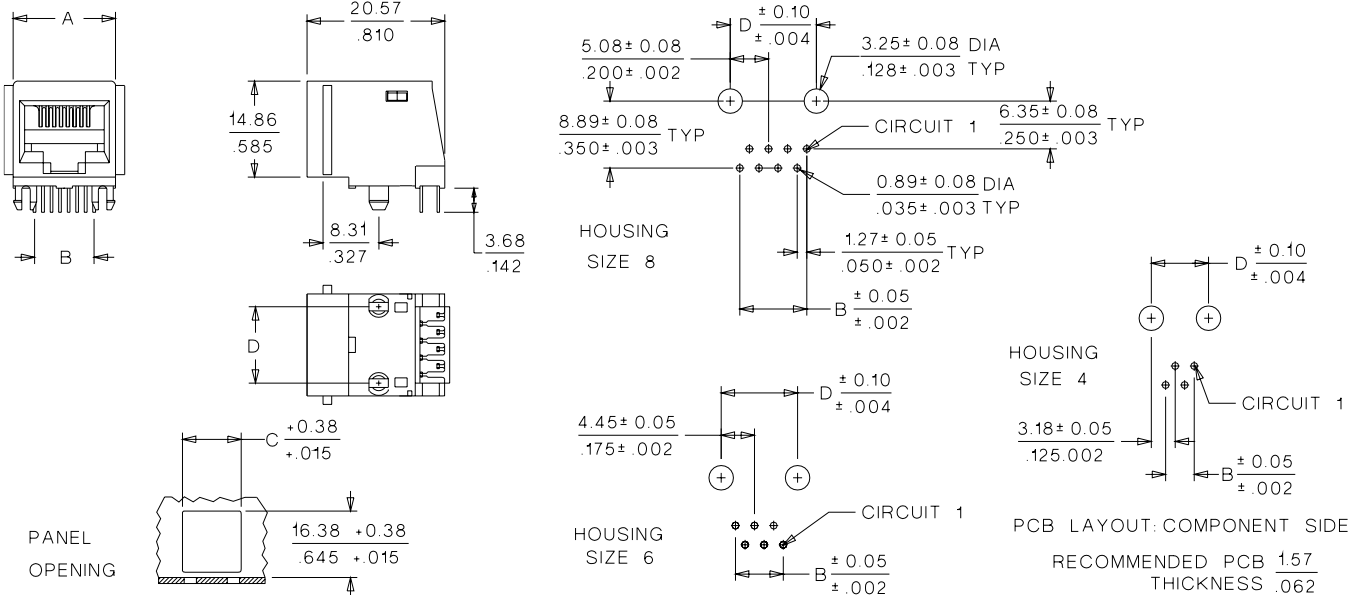 A
20.57
.810
14.86
.585
8.31
.327
3.68
.142
B
D
C +0.38
+.015
PANEL
OPENING
16.38 +0.38
.645 +.015
D ± 0.10
± .004
5.08± 0.08
.200± .002
3.25± 0.08 DIA
.128± .003 TYP
8.89± 0.08 TYP
.350± .003
CIRCUIT 1
6.35± 0.08 TYP
.250± .003
0.89± 0.08 DIA
.035± .003 TYP
HOUSING
SIZE 8
1.27± 0.05 TYP
.050± .002
B ± 0.05
± .002
D ± 0.10
± .004
4.45± 0.05
.175± .002
CIRCUIT 1
HOUSING
SIZE 6
B ± 0.05
± .002
D ± 0.10
± .004
HOUSING
SIZE 4
CIRCUIT 1
3.18± 0.05
.125.002
B ± 0.05
± .002
PCB LAYOUT: COMPONENT SIDE
RECOMMENDED PCB 1.57
THICKNESS .062